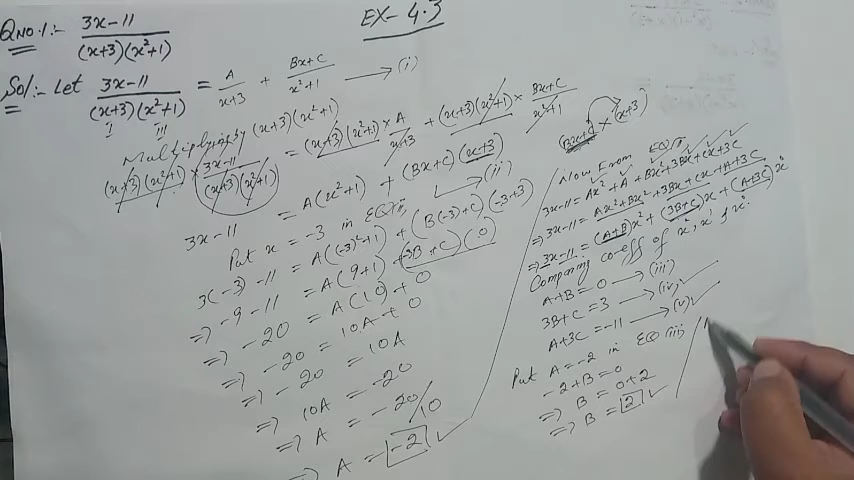 EX- 4.3
QNO.1:- 3x-11 / (x+3)(x²+1)
Sol:- Let 3x-11 / (x+3)(x²+1) = A / x+3 + Bx+C / x²+1 → (i)
I II
Multiplying by (x+3)(x²+1)
(x+3)(x²+1) × 3x-11 / (x+3)(x²+1) = (x+3)(x²+1) × A / x+3 + (x+3)(x²+1) × Bx+C / x²+1
3x-11 = A(x²+1) + (Bx+C)(x+3) → (ii)
Put x = -3 in EQ ii
3(-3)-11 = A((-3)²+1) + (B(-3)+C)(-3+3)
=> -9-11 = A(9+1) + (-3B+C)(0)
=> -20 = A(10)+0
=> -20 = 10A+0
=> -20 = 10A
=> 10A = -20
=> A = -20/10
=> A = -2
(Bx+C) × (x+3)
Now From EQ ii
3x-11 = Ax²+A+Bx²+3Bx+Cx+3C
=> 3x-11 = Ax²+Bx²+3Bx+Cx+A+3C
=> 3x-11 = (A+B)x²+(3B+C)x+(A+3C)x⁰
Comparing co-eff of x², x¹ & x⁰.
A+B=0 → (iii)
3B+C=3 → (iv)
A+3C=-11 → (v)
Put A=-2 in EQ (iii)
-2+B=0
=> B = 0+2
=> B = 2